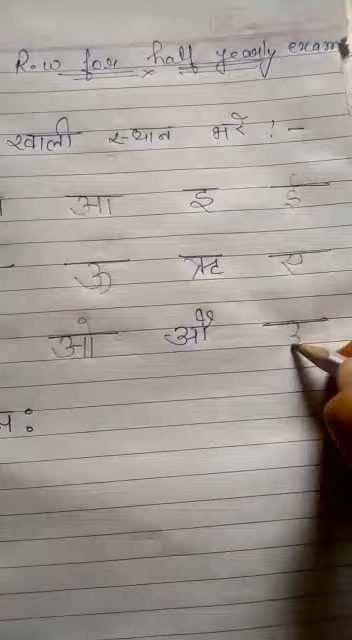 R.W for half yearly exam
खाली स्थान भरें :-
आ इ ई
ऊ ऋ ए
ओ औ
: